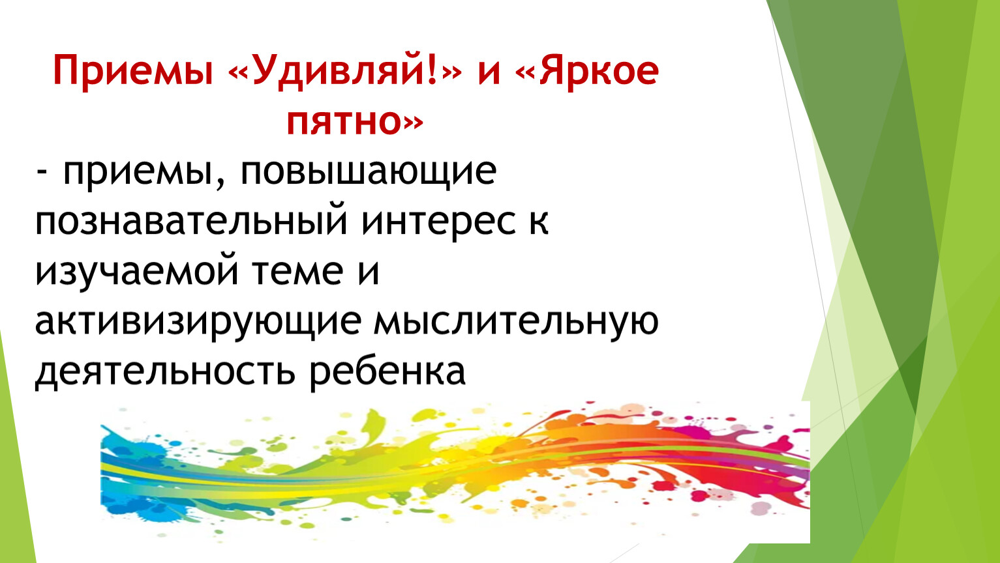 Приемы «Удивляй!» и «Яркое
пятно»
- приемы, повышающие
познавательный интерес к
изучаемой теме и
активизирующие мыслительную
деятельность ребенка